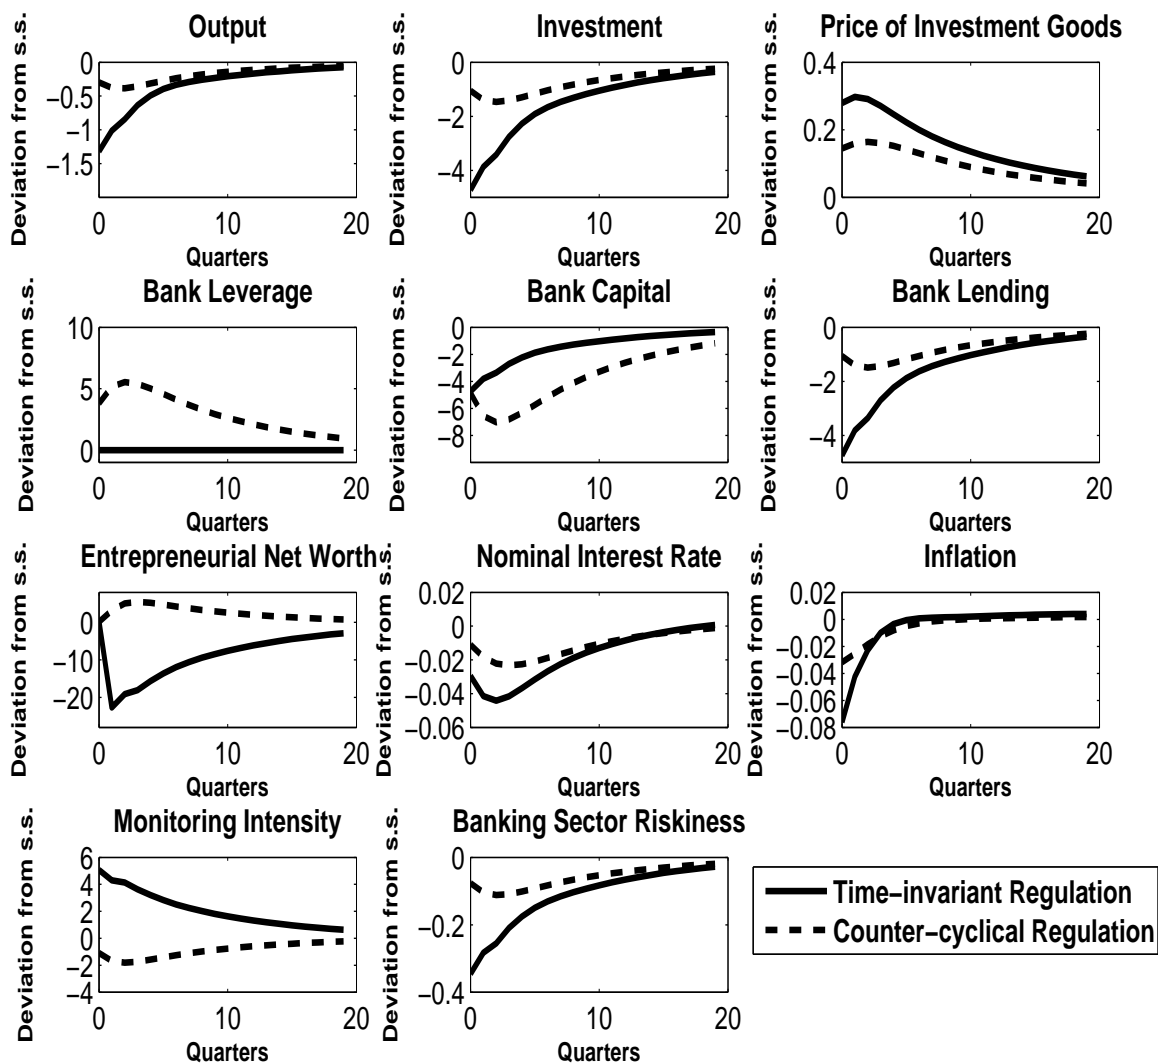 Output
Deviation from s.s.
0
−0.5
−1
−1.5
0 10 20
Quarters
Investment
Deviation from s.s.
0
−2
−4
0 10 20
Quarters
Price of Investment Goods
Deviation from s.s.
0.4
0.2
0
0 10 20
Quarters
Bank Leverage
Deviation from s.s.
10
5
0
0 10 20
Quarters
Bank Capital
Deviation from s.s.
0
−2
−4
−6
−8
0 10 20
Quarters
Bank Lending
Deviation from s.s.
0
−2
−4
0 10 20
Quarters
Entrepreneurial Net Worth
Deviation from s.s.
0
−10
−20
0 10 20
Quarters
Nominal Interest Rate
Deviation from s.s.
0.02
0
−0.02
−0.04
−0.06
0 10 20
Quarters
Inflation
Deviation from s.s.
0.02
0
−0.02
−0.04
−0.06
−0.08
0 10 20
Quarters
Monitoring Intensity
Deviation from s.s.
6
4
2
0
−2
−4
0 10 20
Quarters
Banking Sector Riskiness
Deviation from s.s.
0
−0.2
−0.4
0 10 20
Quarters
Time−invariant Regulation
Counter−cyclical Regulation